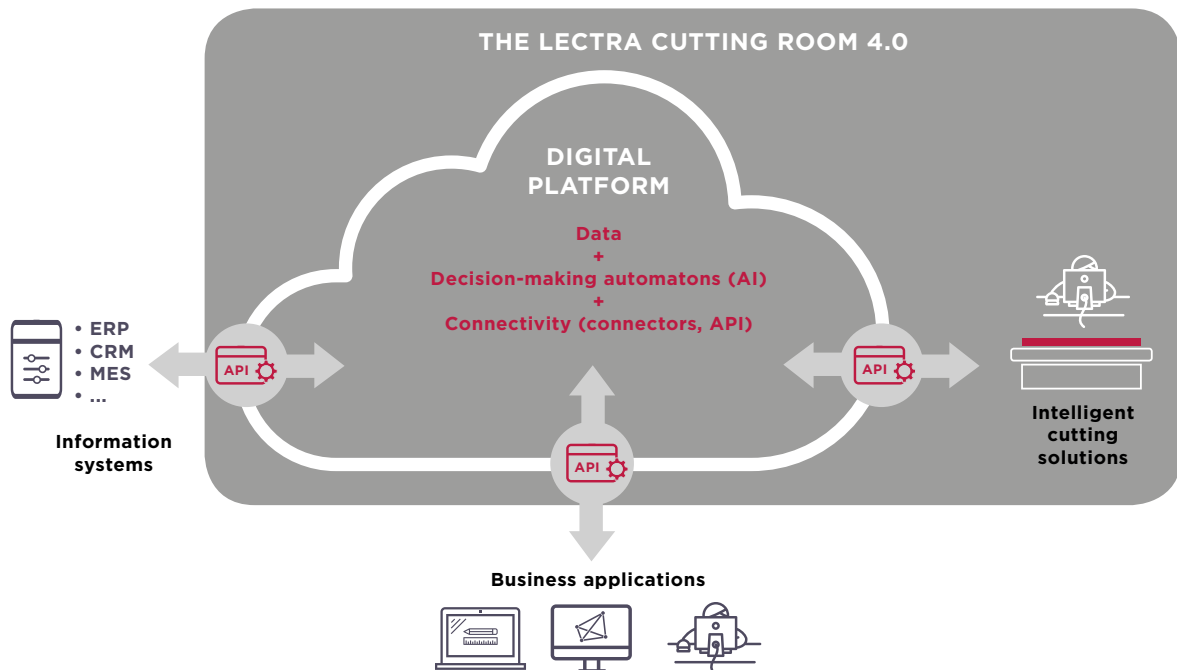 THE LECTRA CUTTING ROOM 4.0
DIGITAL
PLATFORM
Data
+
Decision-making automatons (AI)
+
Connectivity (connectors, API)
• ERP
• CRM
• MES
• ...
Information
systems
API
API
API
Intelligent
cutting
solutions
Business applications